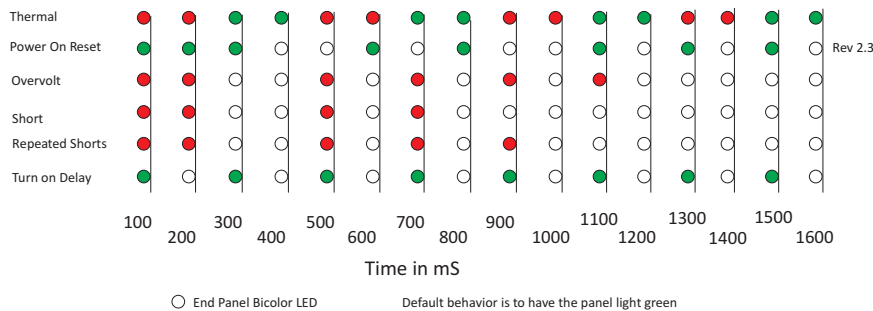 Thermal
Power On Reset
Rev 2.3
Overvolt
Short
Repeated Shorts
Turn on Delay
100 200 300 400 500 600 700 800 900 1000 1100 1200 1300 1400 1500 1600
Time in mS
End Panel Bicolor LED
Default behavior is to have the panel light green